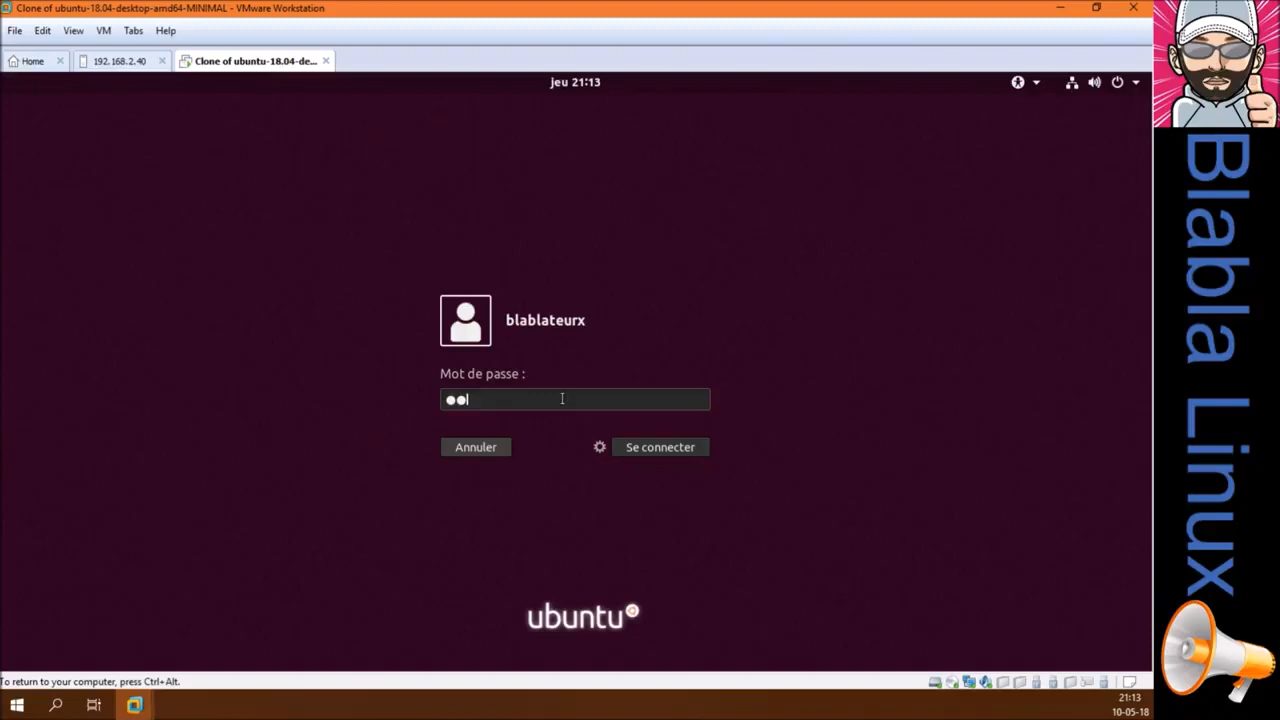 Clone of ubuntu-18.04-desktop-amd64-MINIMAL - VMware Workstation
File Edit View VM Tabs Help
Home 192.168.2.40 Clone of ubuntu-18.04-de...
jeu 21:13
blablateurx
Mot de passe :
Annuler Se connecter
ubuntu
To return to your computer, press Ctrl+Alt.
21:13
10-05-18
Blabla Linux